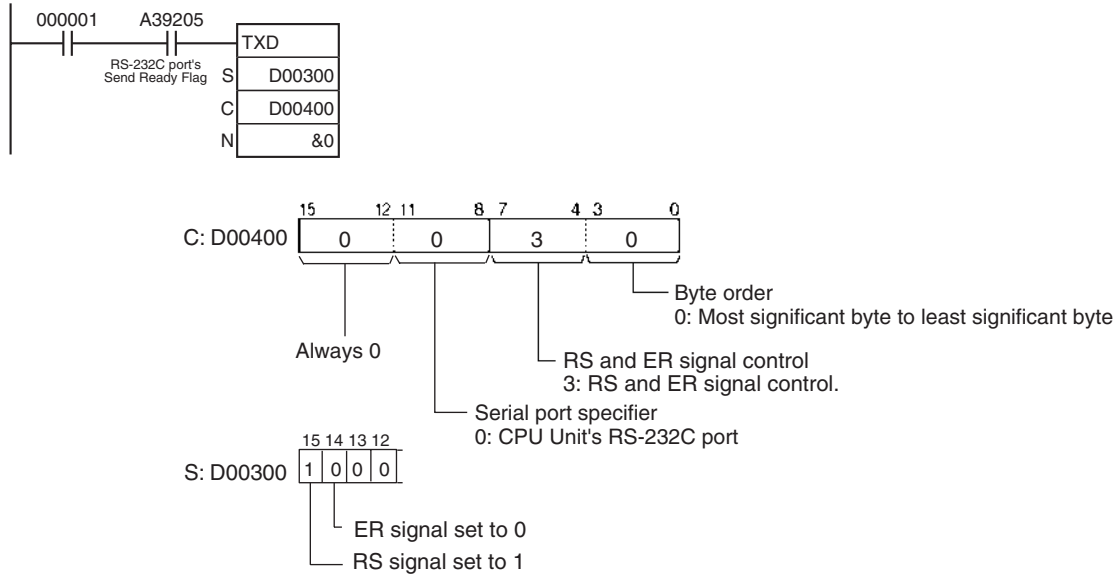 000001 A39205
TXD
RS-232C port's
Send Ready Flag
S D00300
C D00400
N &0
15 12 11 8 7 4 3 0
C: D00400 0 0 3 0
Byte order
0: Most significant byte to least significant byte
Always 0
RS and ER signal control
3: RS and ER signal control.
Serial port specifier
0: CPU Unit's RS-232C port
15 14 13 12
S: D00300 1 0 0 0
ER signal set to 0
RS signal set to 1